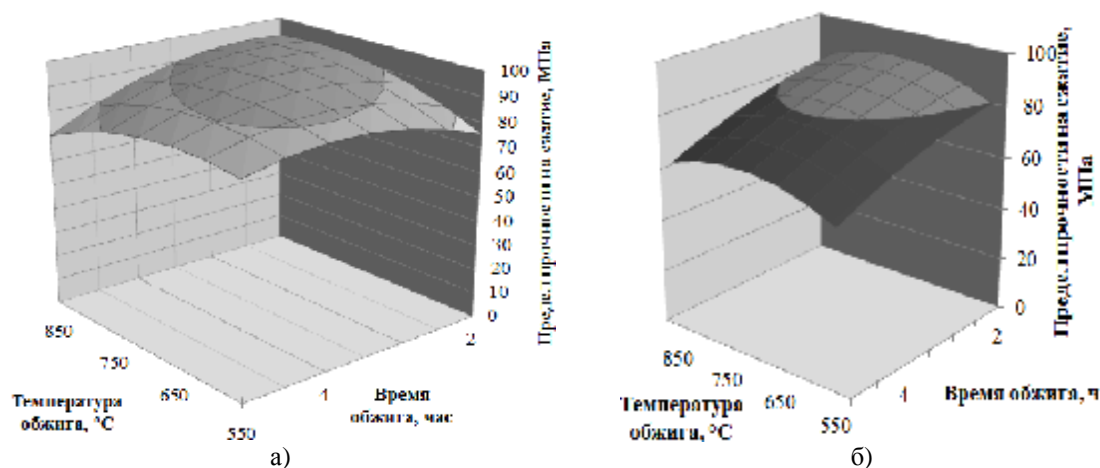 100
90
80
70
60
50
40
30
20
10
0
Предел прочности на сжатие, МПа
850
750
650
550
Температура
обжига, °С
4
2
Время
обжига, час
а)
100
80
60
40
20
0
Предел прочности на сжатие,
МПа
850
750
650
550
Температура
обжига, °С
4
2
Время обжига, ч
б)